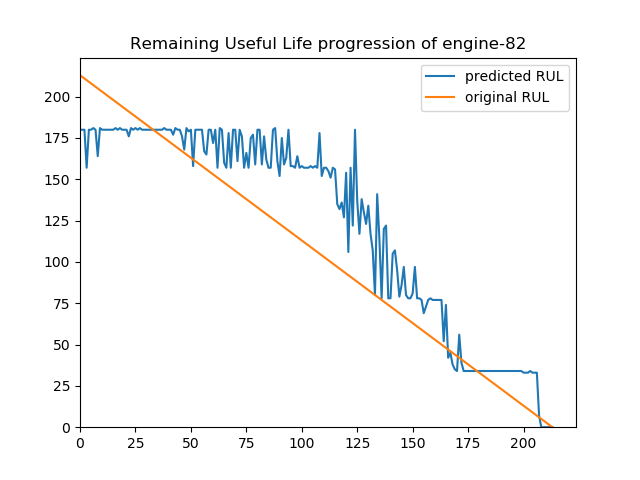 Remaining Useful Life progression of engine-82
predicted RUL
original RUL
200
175
150
125
100
75
50
25
0
0 25 50 75 100 125 150 175 200